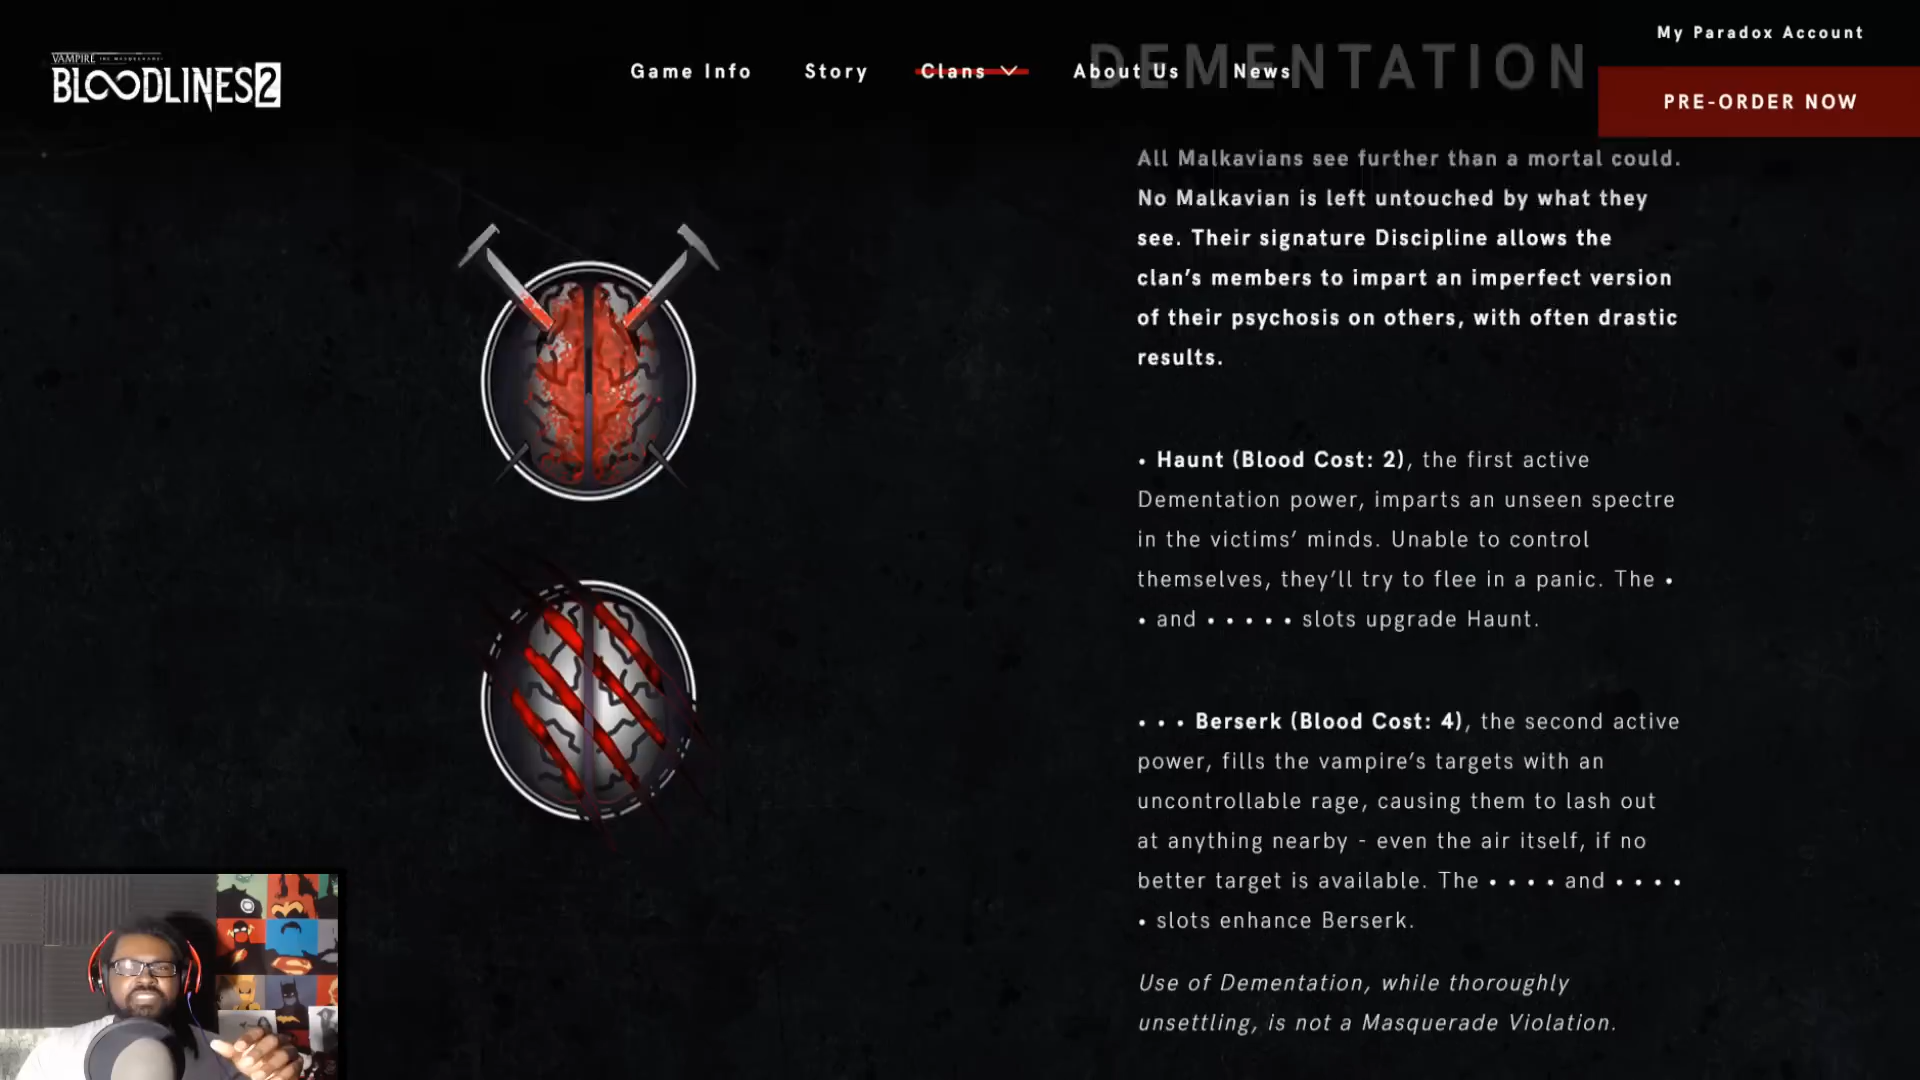 My Paradox Account
VAMPIRE THE MASQUERADE
BLOODLINES 2
Game Info
Story
Clans
About Us
News
DEMENTATION
PRE-ORDER NOW
All Malkavians see further than a mortal could.
No Malkavian is left untouched by what they
see. Their signature Discipline allows the
clan’s members to impart an imperfect version
of their psychosis on others, with often drastic
results.
• Haunt (Blood Cost: 2), the first active
Dementation power, imparts an unseen spectre
in the victims’ minds. Unable to control
themselves, they’ll try to flee in a panic. The •
• and • • • • • slots upgrade Haunt.
• • • Berserk (Blood Cost: 4), the second active
power, fills the vampire’s targets with an
uncontrollable rage, causing them to lash out
at anything nearby - even the air itself, if no
better target is available. The • • • • and • • • •
• slots enhance Berserk.
Use of Dementation, while thoroughly
unsettling, is not a Masquerade Violation.